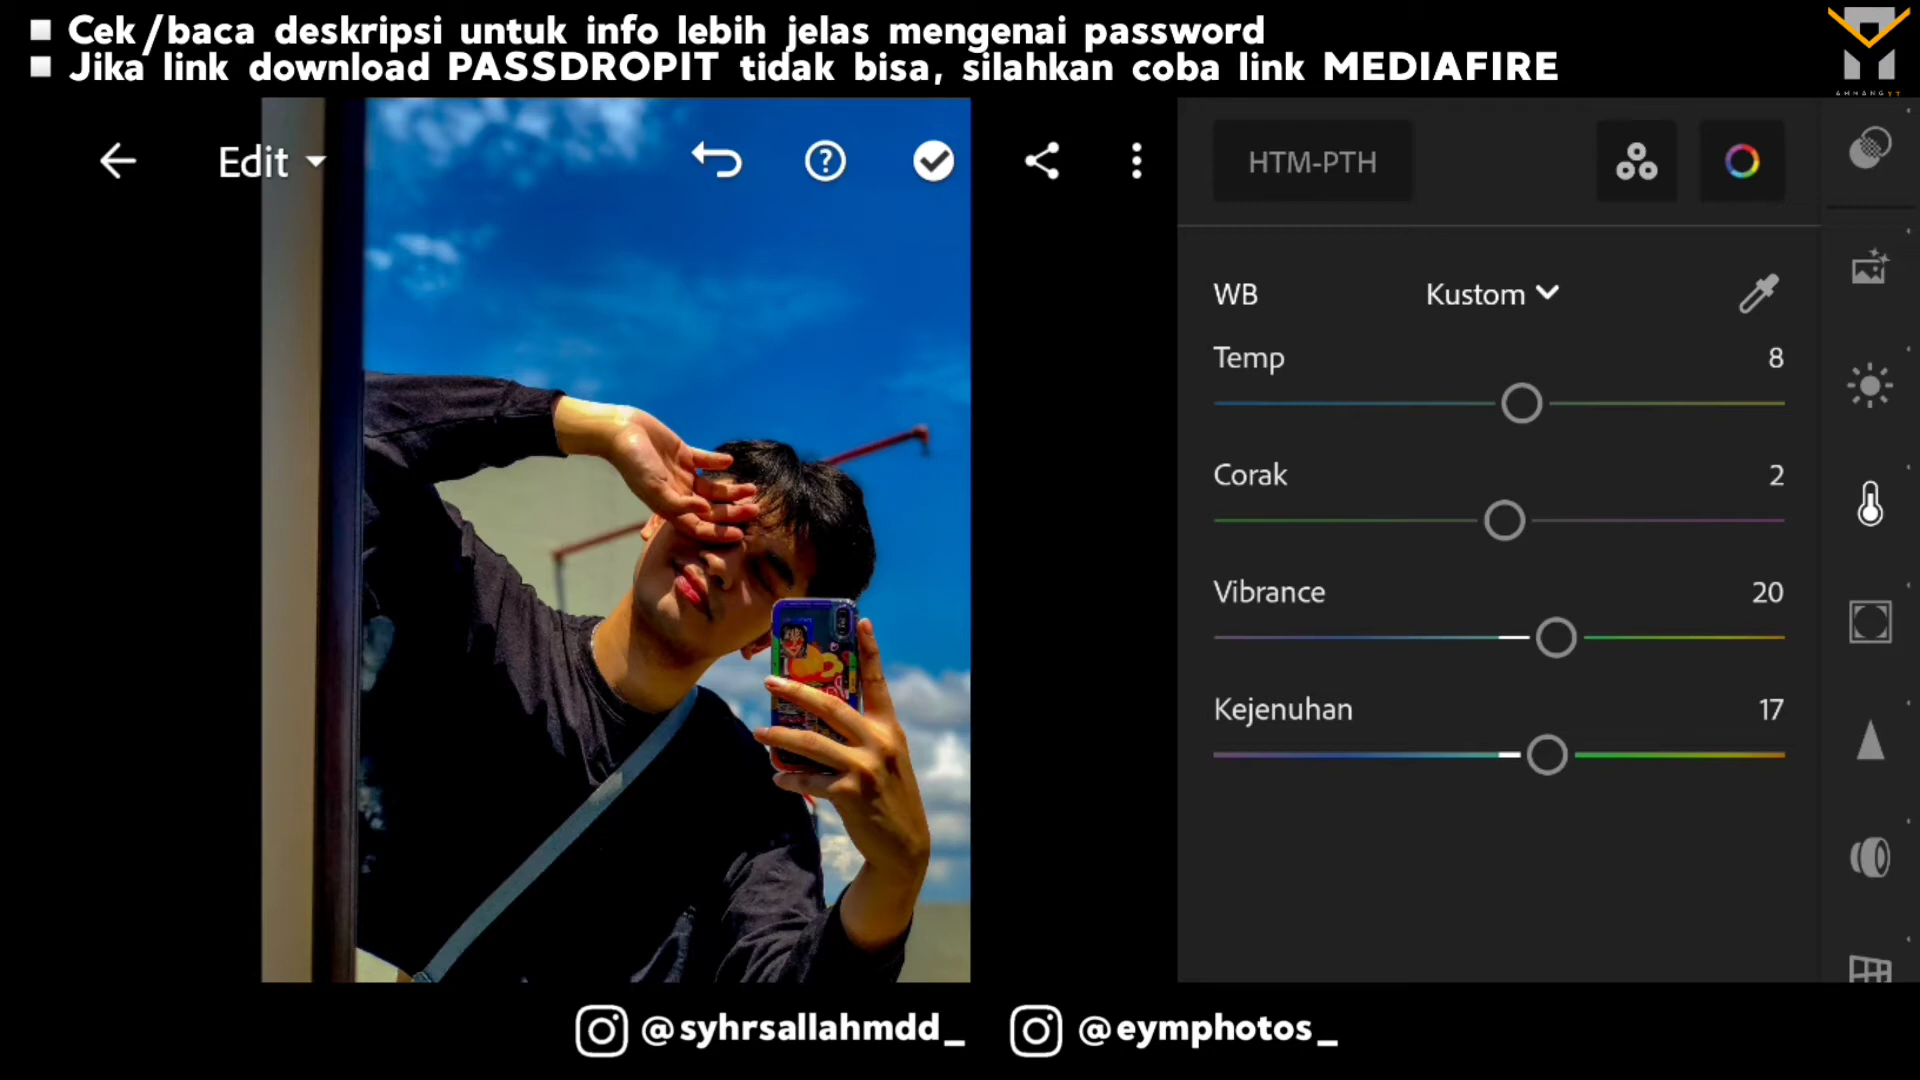 Cek/baca deskripsi untuk info lebih jelas mengenai password
Jika link download PASSDROPIT tidak bisa, silahkan coba link MEDIAFIRE
AHMANGYT
Edit
HTM-PTH
WB Kustom
Temp 8
Corak 2
Vibrance 20
Kejenuhan 17
@syhrsallahmdd_ @eymphotos_